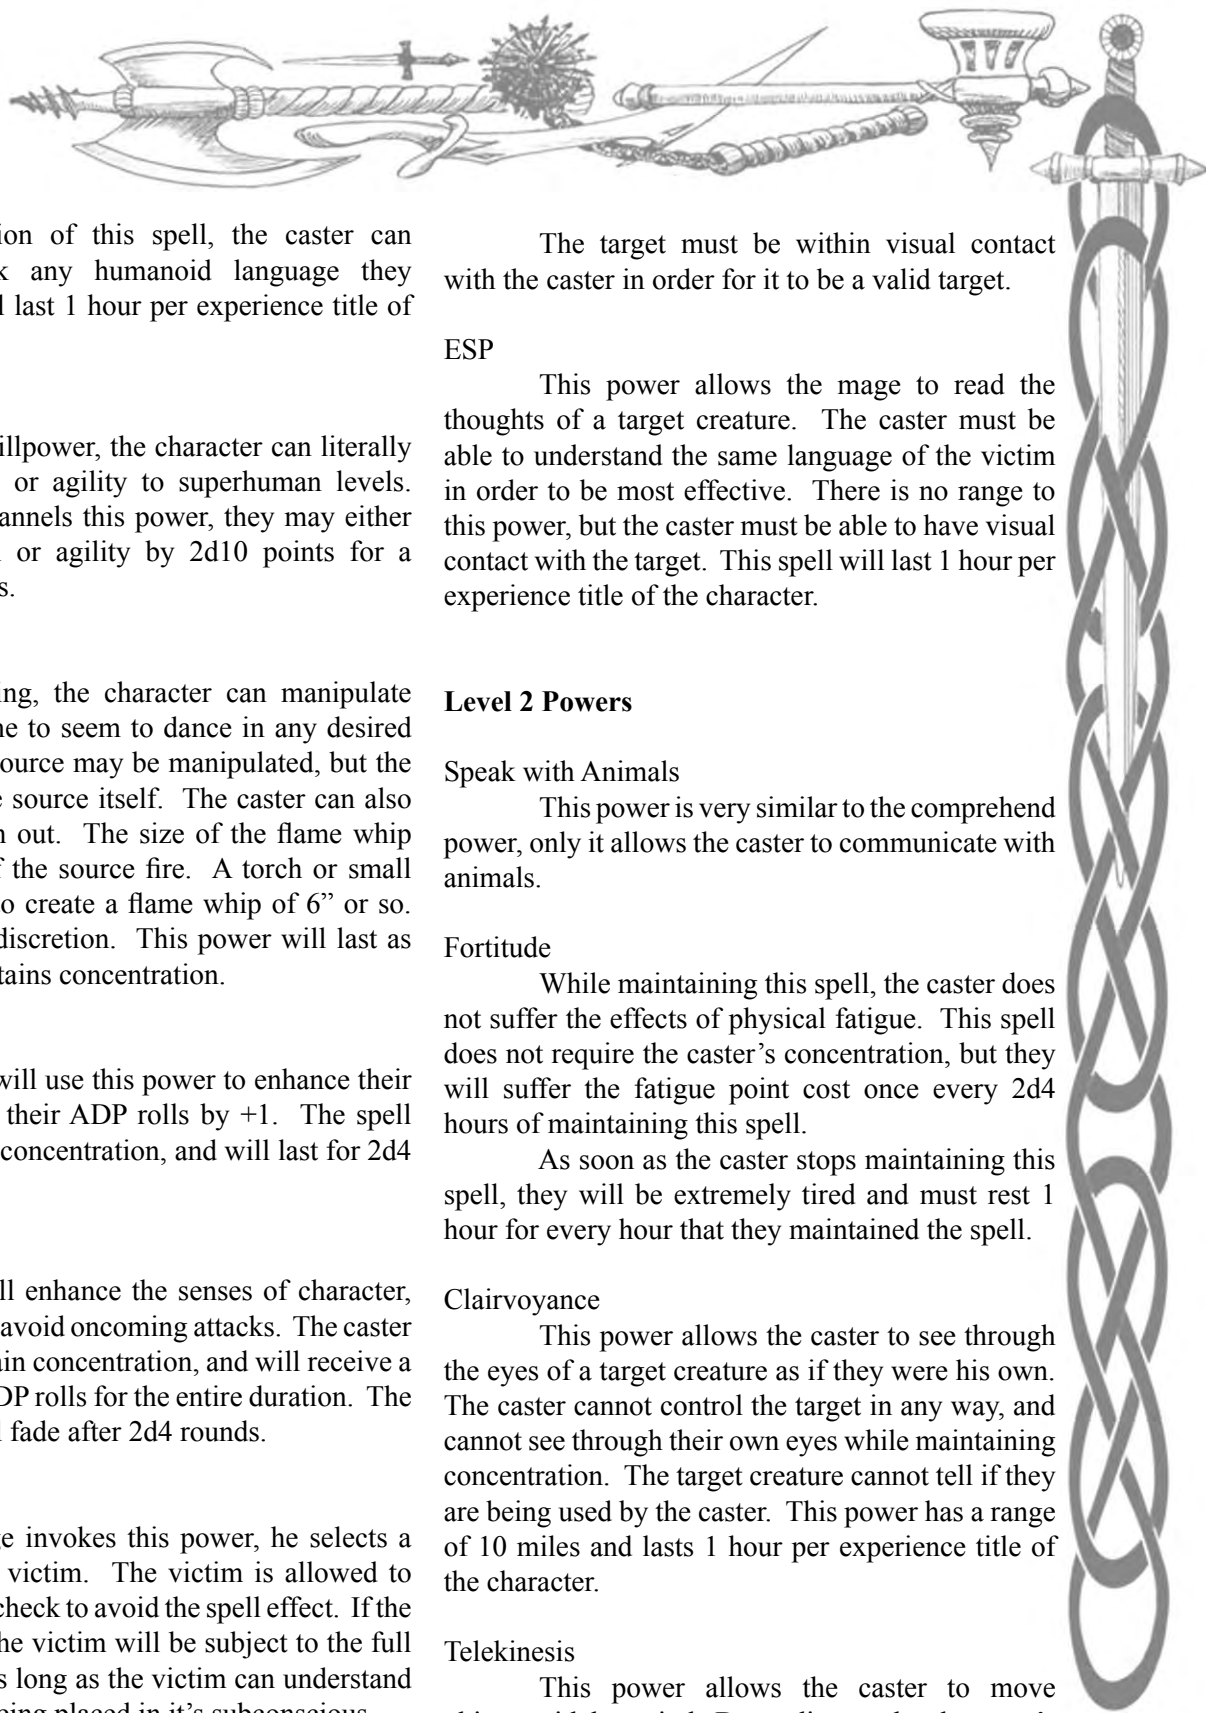 ion of this spell, the caster can
k any humanoid language they
l last 1 hour per experience title of
illpower, the character can literally
or agility to superhuman levels.
annels this power, they may either
or agility by 2d10 points for a
s.
ing, the character can manipulate
ne to seem to dance in any desired
ource may be manipulated, but the
e source itself. The caster can also
n out. The size of the flame whip
f the source fire. A torch or small
o create a flame whip of 6” or so.
discretion. This power will last as
tains concentration.
will use this power to enhance their
their ADP rolls by +1. The spell
concentration, and will last for 2d4
ll enhance the senses of character,
avoid oncoming attacks. The caster
ain concentration, and will receive a
DP rolls for the entire duration. The
l fade after 2d4 rounds.
ge invokes this power, he selects a
victim. The victim is allowed to
check to avoid the spell effect. If the
he victim will be subject to the full
s long as the victim can understand
being placed in it’s subconscious.
The target must be within visual contact
with the caster in order for it to be a valid target.
ESP
This power allows the mage to read the
thoughts of a target creature. The caster must be
able to understand the same language of the victim
in order to be most effective. There is no range to
this power, but the caster must be able to have visual
contact with the target. This spell will last 1 hour per
experience title of the character.
Level 2 Powers
Speak with Animals
This power is very similar to the comprehend
power, only it allows the caster to communicate with
animals.
Fortitude
While maintaining this spell, the caster does
not suffer the effects of physical fatigue. This spell
does not require the caster’s concentration, but they
will suffer the fatigue point cost once every 2d4
hours of maintaining this spell.
As soon as the caster stops maintaining this
spell, they will be extremely tired and must rest 1
hour for every hour that they maintained the spell.
Clairvoyance
This power allows the caster to see through
the eyes of a target creature as if they were his own.
The caster cannot control the target in any way, and
cannot see through their own eyes while maintaining
concentration. The target creature cannot tell if they
are being used by the caster. This power has a range
of 10 miles and lasts 1 hour per experience title of
the character.
Telekinesis
This power allows the caster to move